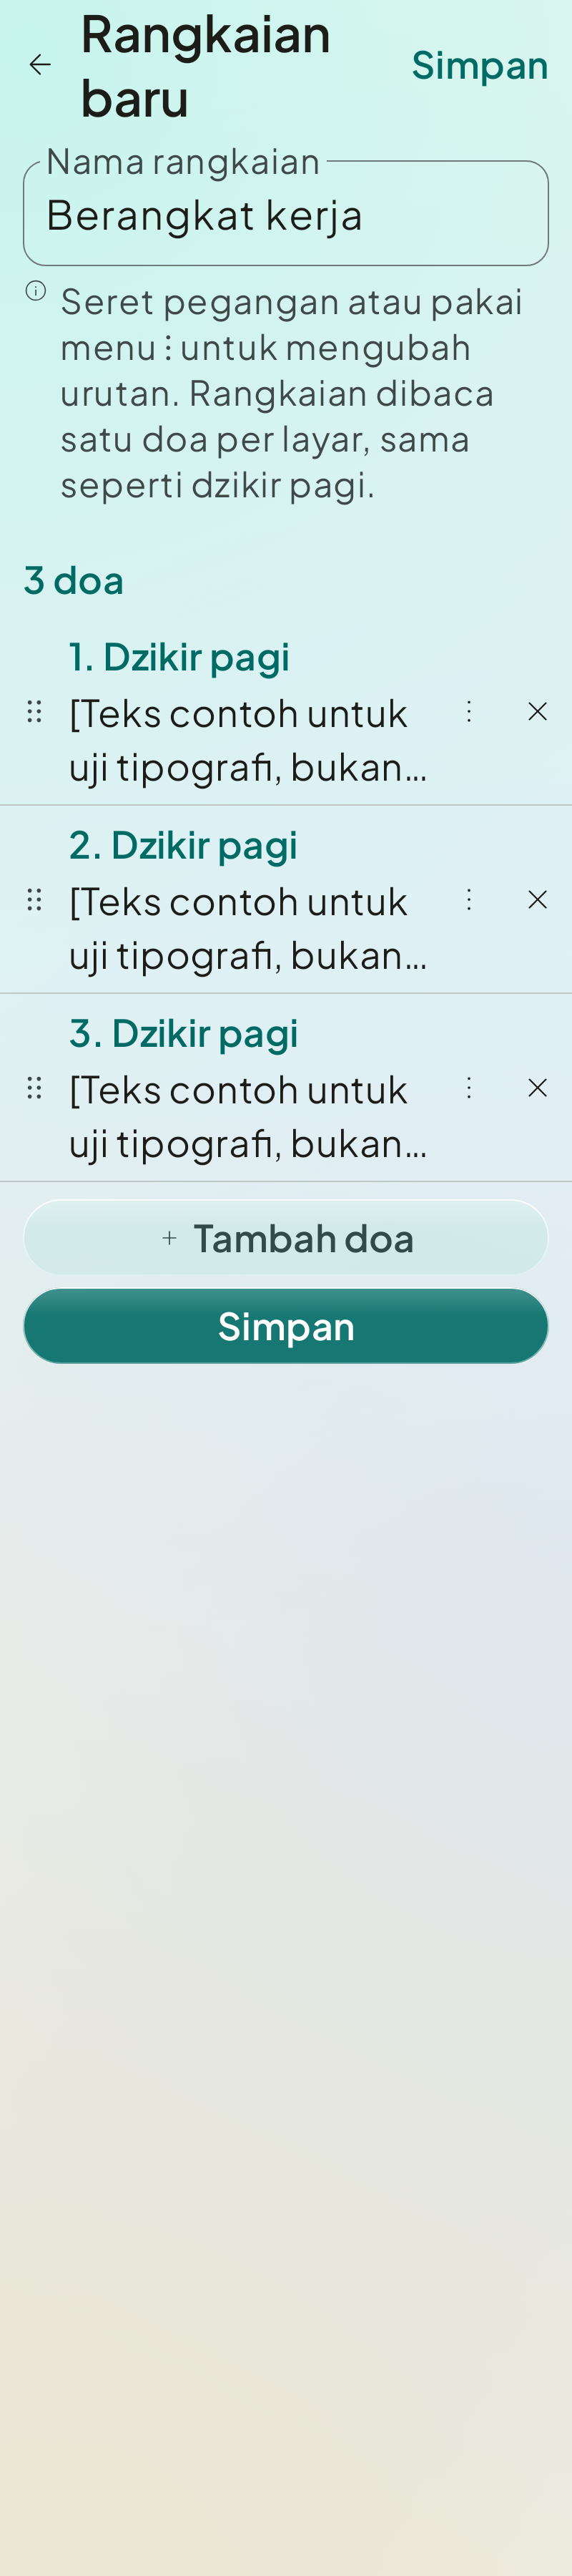 Rangkaian
baru
Simpan
Nama rangkaian
Berangkat kerja
Seret pegangan atau pakai
menu ⋮ untuk mengubah
urutan. Rangkaian dibaca
satu doa per layar, sama
seperti dzikir pagi.
3 doa
1. Dzikir pagi
[Teks contoh untuk
uji tipografi, bukan…
2. Dzikir pagi
[Teks contoh untuk
uji tipografi, bukan…
3. Dzikir pagi
[Teks contoh untuk
uji tipografi, bukan…
+ Tambah doa
Simpan